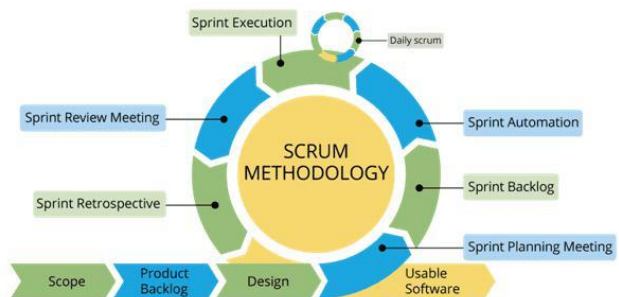 Sprint Execution
Daily scrum
Sprint Review Meeting
Sprint Automation
SCRUM
METHODOLOGY
Sprint Retrospective
Sprint Backlog
Sprint Planning Meeting
Scope
Product
Backlog
Design
Usable
Software